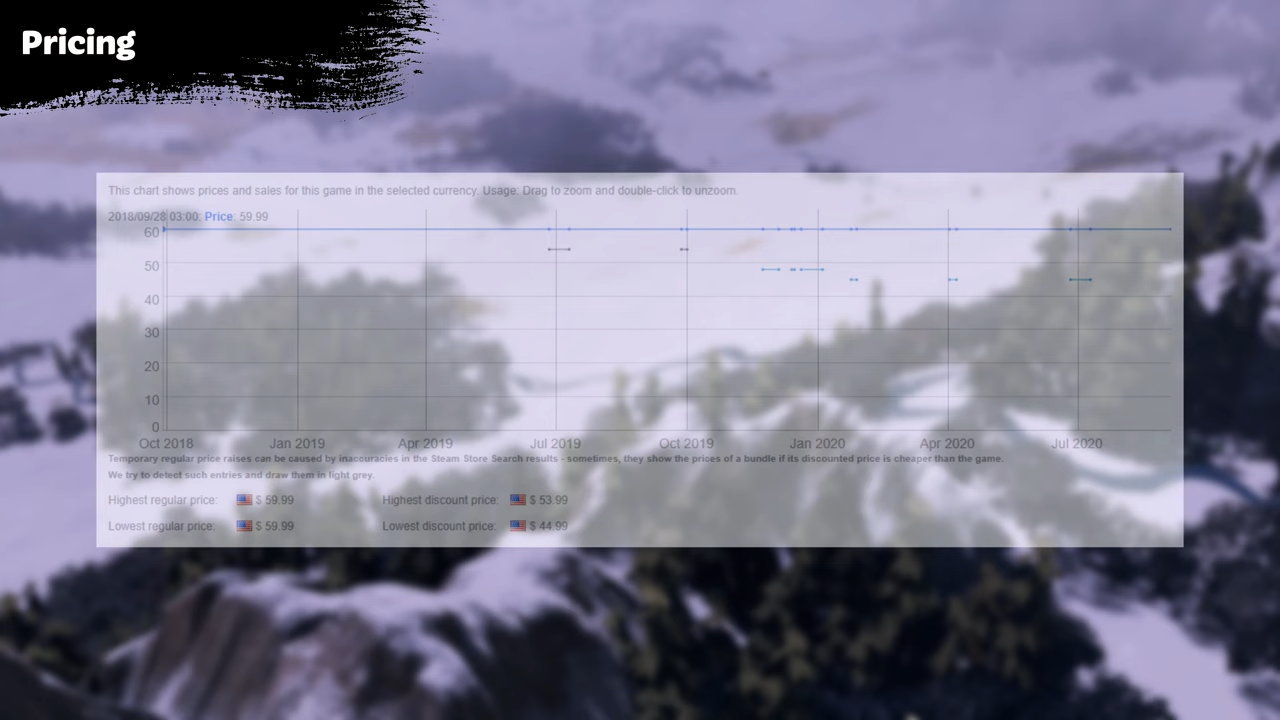 Pricing
This chart shows prices and sales for this game in the selected currency. Usage: Drag to zoom and double-click to unzoom.
2018/09/28 03:00: Price: 59.99
60
50
40
30
20
10
0
Oct 2018 Jan 2019 Apr 2019 Jul 2019 Oct 2019 Jan 2020 Apr 2020 Jul 2020
Temporary regular price raises can be caused by inaccuracies in the Steam Store Search results - sometimes, they show the prices of a bundle if its discounted price is cheaper than the game.
We try to detect such entries and draw them in light grey.
Highest regular price: $ 59.99 Highest discount price: $ 53.99
Lowest regular price: $ 59.99 Lowest discount price: $ 44.99